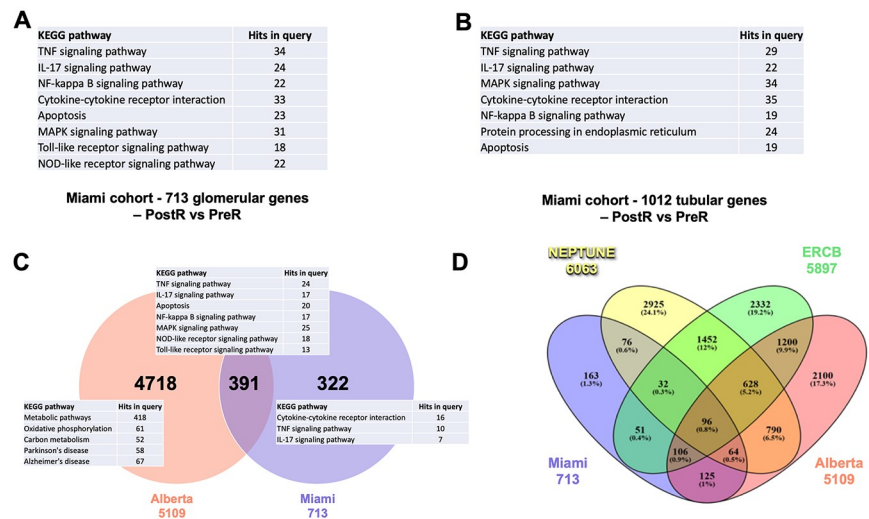 A
KEGG pathway Hits in query
TNF signaling pathway 34
IL-17 signaling pathway 24
NF-kappa B signaling pathway 22
Cytokine-cytokine receptor interaction 33
Apoptosis 23
MAPK signaling pathway 31
Toll-like receptor signaling pathway 18
NOD-like receptor signaling pathway 22
Miami cohort - 713 glomerular genes
– PostR vs PreR
B
KEGG pathway Hits in query
TNF signaling pathway 29
IL-17 signaling pathway 22
MAPK signaling pathway 34
Cytokine-cytokine receptor interaction 35
NF-kappa B signaling pathway 19
Protein processing in endoplasmic reticulum 24
Apoptosis 19
Miami cohort - 1012 tubular genes
– PostR vs PreR
C
KEGG pathway Hits in query
TNF signaling pathway 24
IL-17 signaling pathway 17
Apoptosis 20
NF-kappa B signaling pathway 17
MAPK signaling pathway 25
NOD-like receptor signaling pathway 18
Toll-like receptor signaling pathway 13
4718 391 322
KEGG pathway Hits in query
Metabolic pathways 418
Oxidative phosphorylation 61
Carbon metabolism 52
Parkinson's disease 58
Alzheimer's disease 67
KEGG pathway Hits in query
Cytokine-cytokine receptor interaction 16
TNF signaling pathway 10
IL-17 signaling pathway 7
Alberta
5109
Miami
713
D
NEPTUNE
6063
ERCB
5897
2925
(24.1%)
2332
(19.2%)
76
(0.6%)
1452
(12%)
1200
(9.9%)
163
(1.3%)
2100
(17.3%)
32
(0.3%)
628
(5.2%)
96
(0.8%)
51
(0.4%)
790
(6.5%)
106
(0.9%)
64
(0.5%)
125
(1%)
Miami
713
Alberta
5109